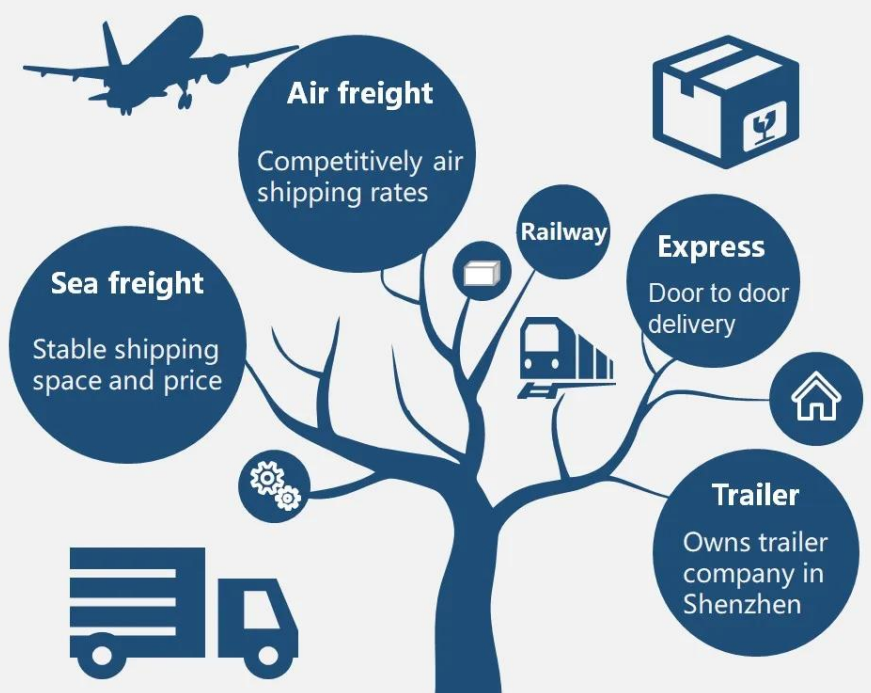 Air freight
Competitively air
shipping rates
Railway
Express
Door to door
delivery
Sea freight
Stable shipping
space and price
Trailer
Owns trailer
company in
Shenzhen